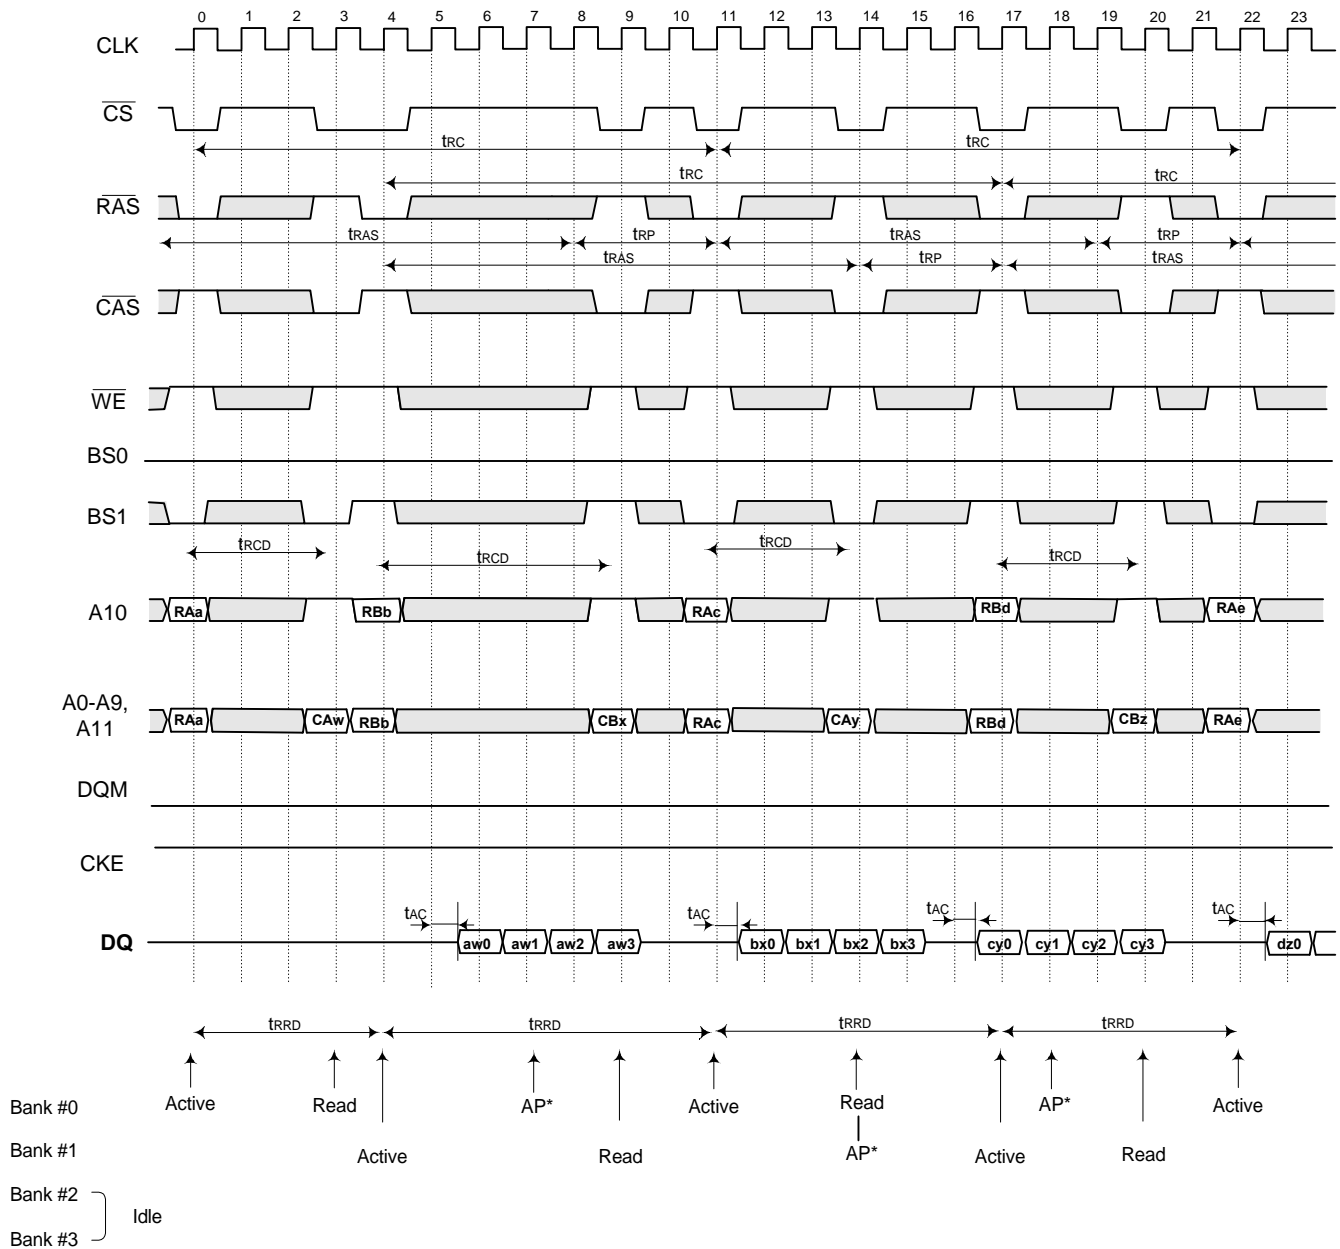 0 1 2 3 4 5 6 7 8 9 10 11 12 13 14 15 16 17 18 19 20 21 22 23
CLK
CS
tRC tRC
tRC tRC
RAS
tRAS tRP tRAS tRP
tRAS tRP tRAS
CAS
WE
BS0
BS1
tRCD tRCD tRCD tRCD
A10 RAa RBb RAc RBd RAe
A0-A9,
A11 RAa CAw RBb CBx RAc CAy RBd CBz RAe
DQM
CKE
tAC tAC tAC tAC
DQ aw0 aw1 aw2 aw3 bx0 bx1 bx2 bx3 cy0 cy1 cy2 cy3 dz0
tRRD tRRD tRRD tRRD
Bank #0 Active Read AP* Active Read AP* Active
Bank #1 Active Read AP* Active Read
Bank #2
Idle
Bank #3